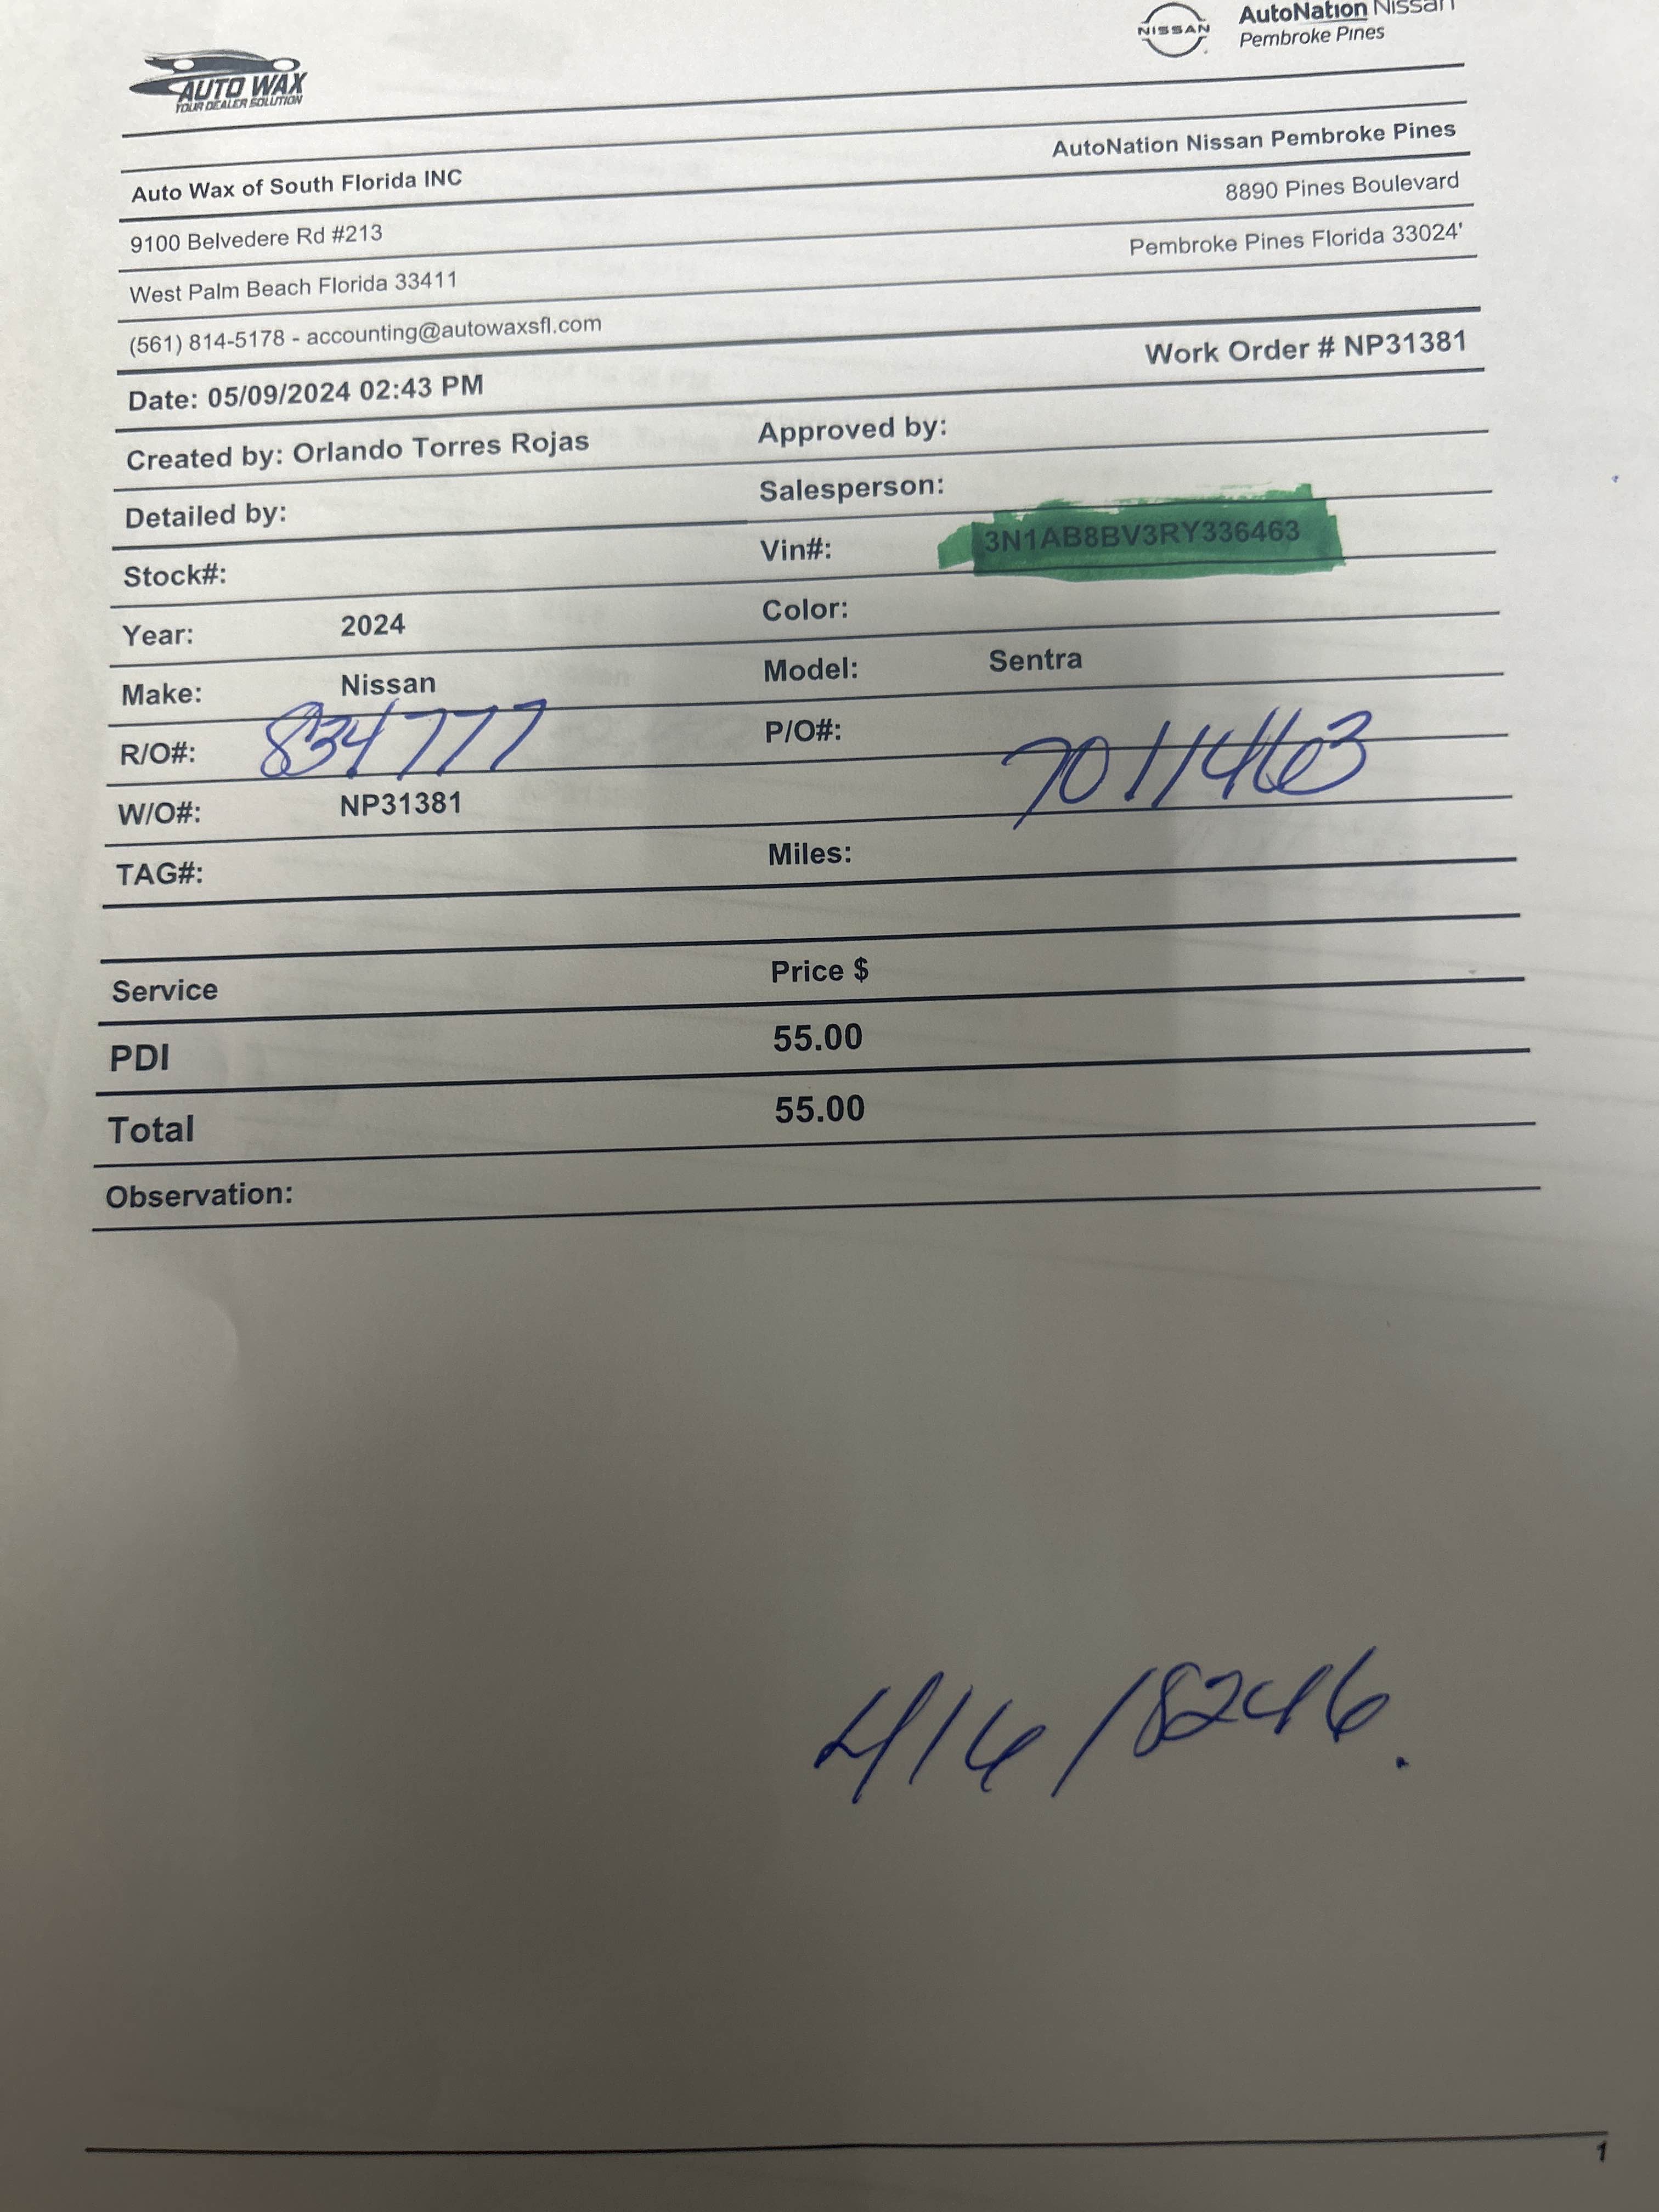 AUTO WAX
YOUR DEALER SOLUTION
NISSAN
AutoNation Nissan
Pembroke Pines
Auto Wax of South Florida INC
AutoNation Nissan Pembroke Pines
9100 Belvedere Rd #213
8890 Pines Boulevard
West Palm Beach Florida 33411
Pembroke Pines Florida 33024'
(561) 814-5178 - accounting@autowaxsfl.com
Date: 05/09/2024 02:43 PM
Work Order # NP31381
Created by: Orlando Torres Rojas
Approved by:
Detailed by:
Salesperson:
Stock#:
Vin#: 3N1AB8BV3RY336463
Year: 2024
Color:
Make: Nissan
Model: Sentra
R/O#: 834777
P/O#: 7011463
W/O#: NP31381
TAG#:
Miles:
Service Price $
PDI 55.00
Total 55.00
Observation:
416/8246.
1